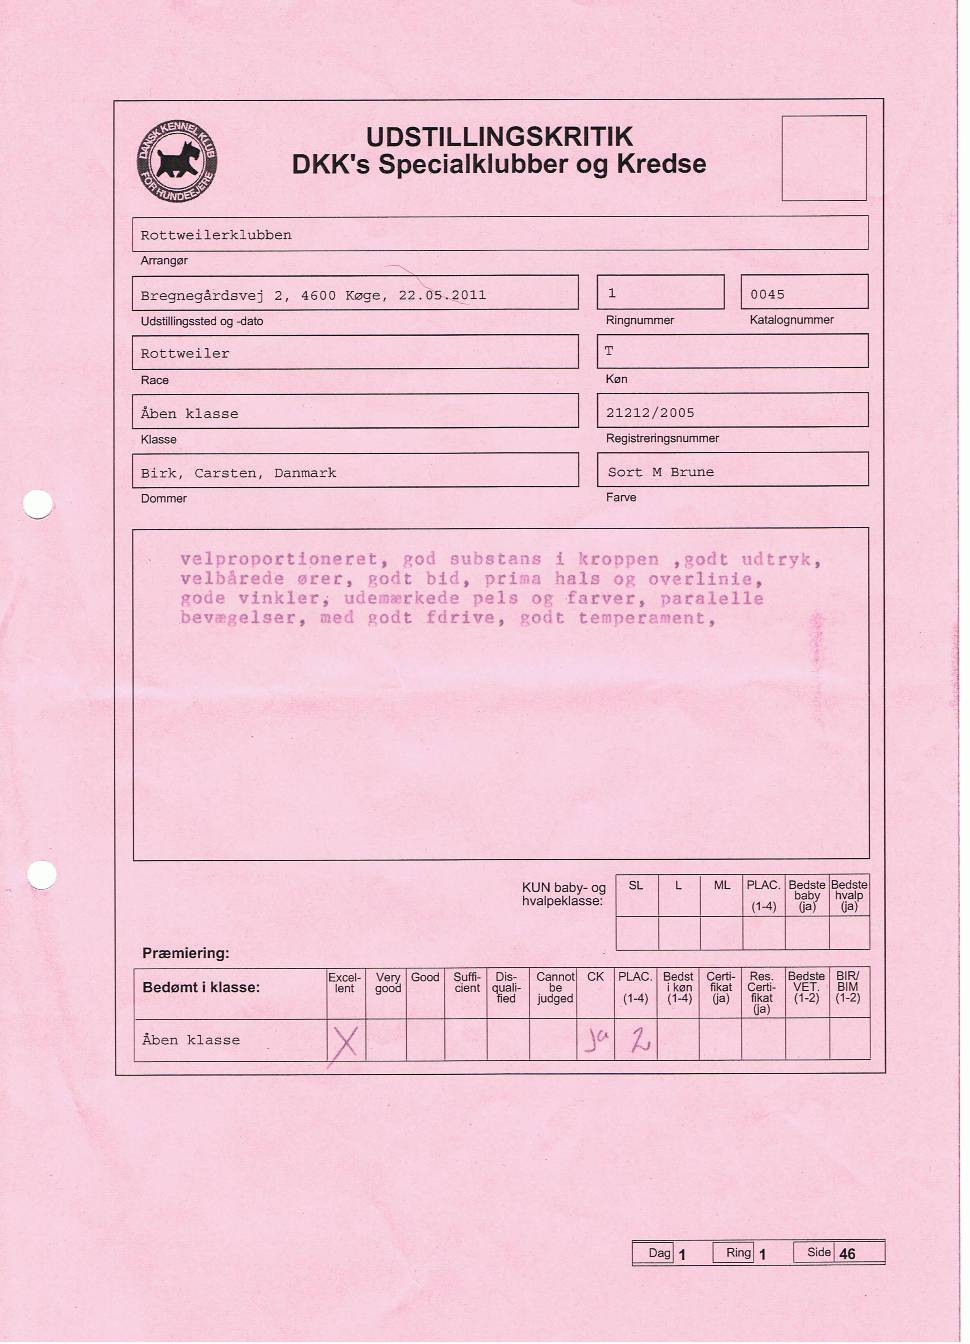 DANSK KENNEL KLUB
FOR HUNDEEJERE
UDSTILLINGSKRITIK
DKK's Specialklubber og Kredse
Rottweilerklubben
Arrangør
Bregnegårdsvej 2, 4600 Køge, 22.05.2011 1 0045
Udstillingssted og -dato Ringnummer Katalognummer
Rottweiler T
Race Køn
Åben klasse 21212/2005
Klasse Registreringsnummer
Birk, Carsten, Danmark Sort M Brune
Dommer Farve
velproportioneret, god substans i kroppen ,godt udtryk,
velbårede ører, godt bid, prima hals og overlinie,
gode vinkler, udemærkede pels og farver, paralelle
bevægelser, med godt fdrive, godt temperament,
KUN baby- og hvalpeklasse: SL L ML PLAC. (1-4) Bedste baby (ja) Bedste hvalp (ja)
Præmiering:
Bedømt i klasse: Excel-lent Very good Good Suffi-cient Dis-quali-fied Cannot be judged CK PLAC. (1-4) Bedst i køn (1-4) Certi-fikat (ja) Res. Certi-fikat (ja) Bedste VET. (1-2) BIR/BIM (1-2)
Åben klasse X ja 2
Dag 1 Ring 1 Side 46